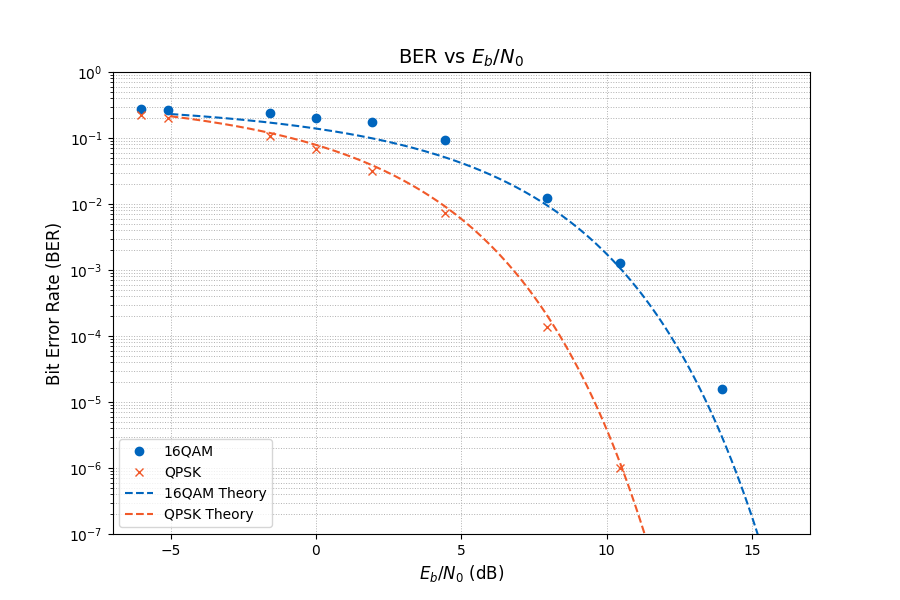 BER vs E_b/N_0
10^0
10^-1
10^-2
10^-3
10^-4
10^-5
10^-6
10^-7
Bit Error Rate (BER)
16QAM
QPSK
16QAM Theory
QPSK Theory
−5 0 5 10 15
E_b/N_0 (dB)